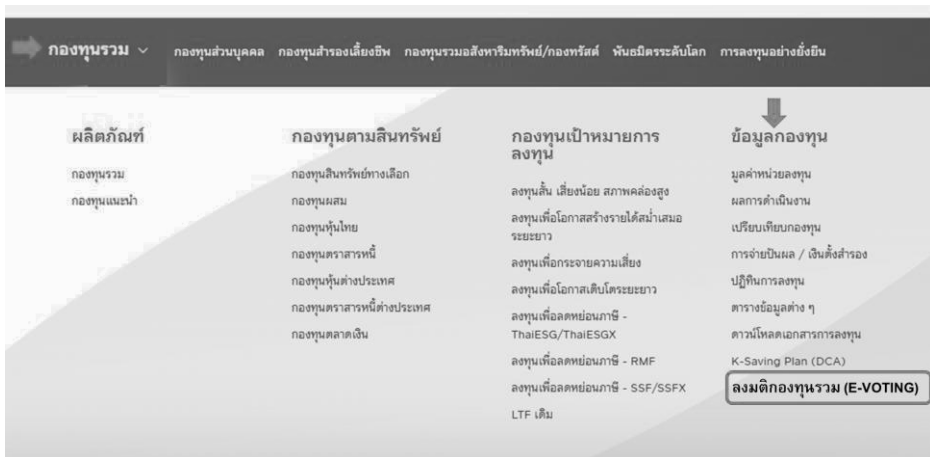 กองทุนรวม
กองทุนส่วนบุคคล
กองทุนสำรองเลี้ยงชีพ
กองทุนรวมอสังหาริมทรัพย์/กองทรัสต์
พันธมิตรระดับโลก
การลงทุนอย่างยั่งยืน
ผลิตภัณฑ์
กองทุนรวม
กองทุนแนะนำ
กองทุนตามสินทรัพย์
กองทุนสินทรัพย์ทางเลือก
กองทุนผสม
กองทุนหุ้นไทย
กองทุนตราสารหนี้
กองทุนหุ้นต่างประเทศ
กองทุนตราสารหนี้ต่างประเทศ
กองทุนตลาดเงิน
กองทุนเป้าหมายการ
ลงทุน
ลงทุนสั้น เสี่ยงน้อย สภาพคล่องสูง
ลงทุนเพื่อโอกาสสร้างรายได้สม่ำเสมอ
ระยะยาว
ลงทุนเพื่อกระจายความเสี่ยง
ลงทุนเพื่อโอกาสเติบโตระยะยาว
ลงทุนเพื่อลดหย่อนภาษี -
ThaiESG/ThaiESGX
ลงทุนเพื่อลดหย่อนภาษี - RMF
ลงทุนเพื่อลดหย่อนภาษี - SSF/SSFX
LTF เดิม
ข้อมูลกองทุน
มูลค่าหน่วยลงทุน
ผลการดำเนินงาน
เปรียบเทียบกองทุน
การจ่ายปันผล / เงินตั้งสำรอง
ปฏิทินการลงทุน
ตารางข้อมูลต่าง ๆ
ดาวน์โหลดเอกสารการลงทุน
K-Saving Plan (DCA)
ลงมติกองทุนรวม (E-VOTING)